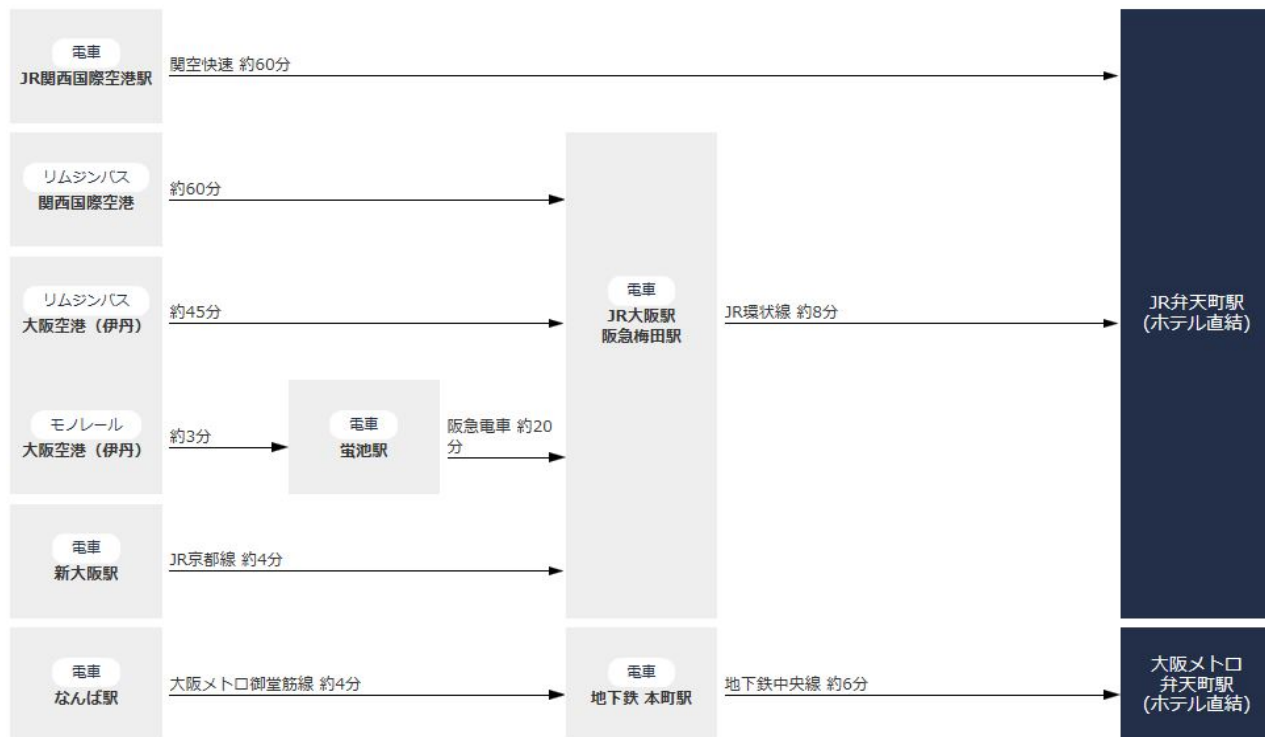 電車
JR関西国際空港駅
関空快速 約60分
リムジンバス
関西国際空港
約60分
リムジンバス
大阪空港（伊丹）
約45分
電車
JR大阪駅
阪急梅田駅
JR環状線 約8分
JR弁天町駅
(ホテル直結)
モノレール
大阪空港（伊丹）
約3分
電車
蛍池駅
阪急電車 約20
分
電車
新大阪駅
JR京都線 約4分
電車
なんば駅
大阪メトロ御堂筋線 約4分
電車
地下鉄 本町駅
地下鉄中央線 約6分
大阪メトロ
弁天町駅
(ホテル直結)